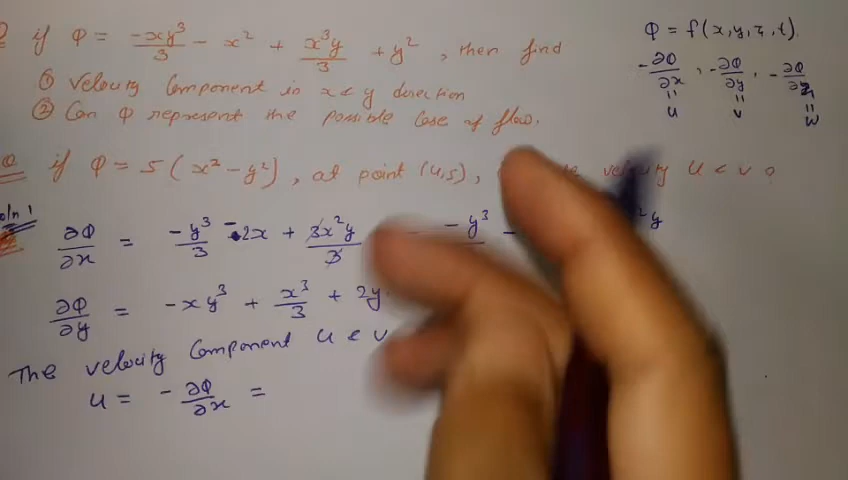 if Φ = -xy³/3 - x² + x³y/3 + y², then find
① Velocity Component in x & y direction
② Can Φ represent the possible case of flow.
Φ = f(x, y, z, t)
-∂Φ/∂x, -∂Φ/∂y, -∂Φ/∂z
= = =
u v w
Q if Φ = 5(x² - y²), at point (4,5), velocity u & v ?
Soln 1
∂Φ/∂x = -y³/3 - 2x + 3x²y/3 -y³ - ²y
∂Φ/∂y = -xy³ + x³/3 + 2y
The velocity Component u & v
u = -∂Φ/∂x =